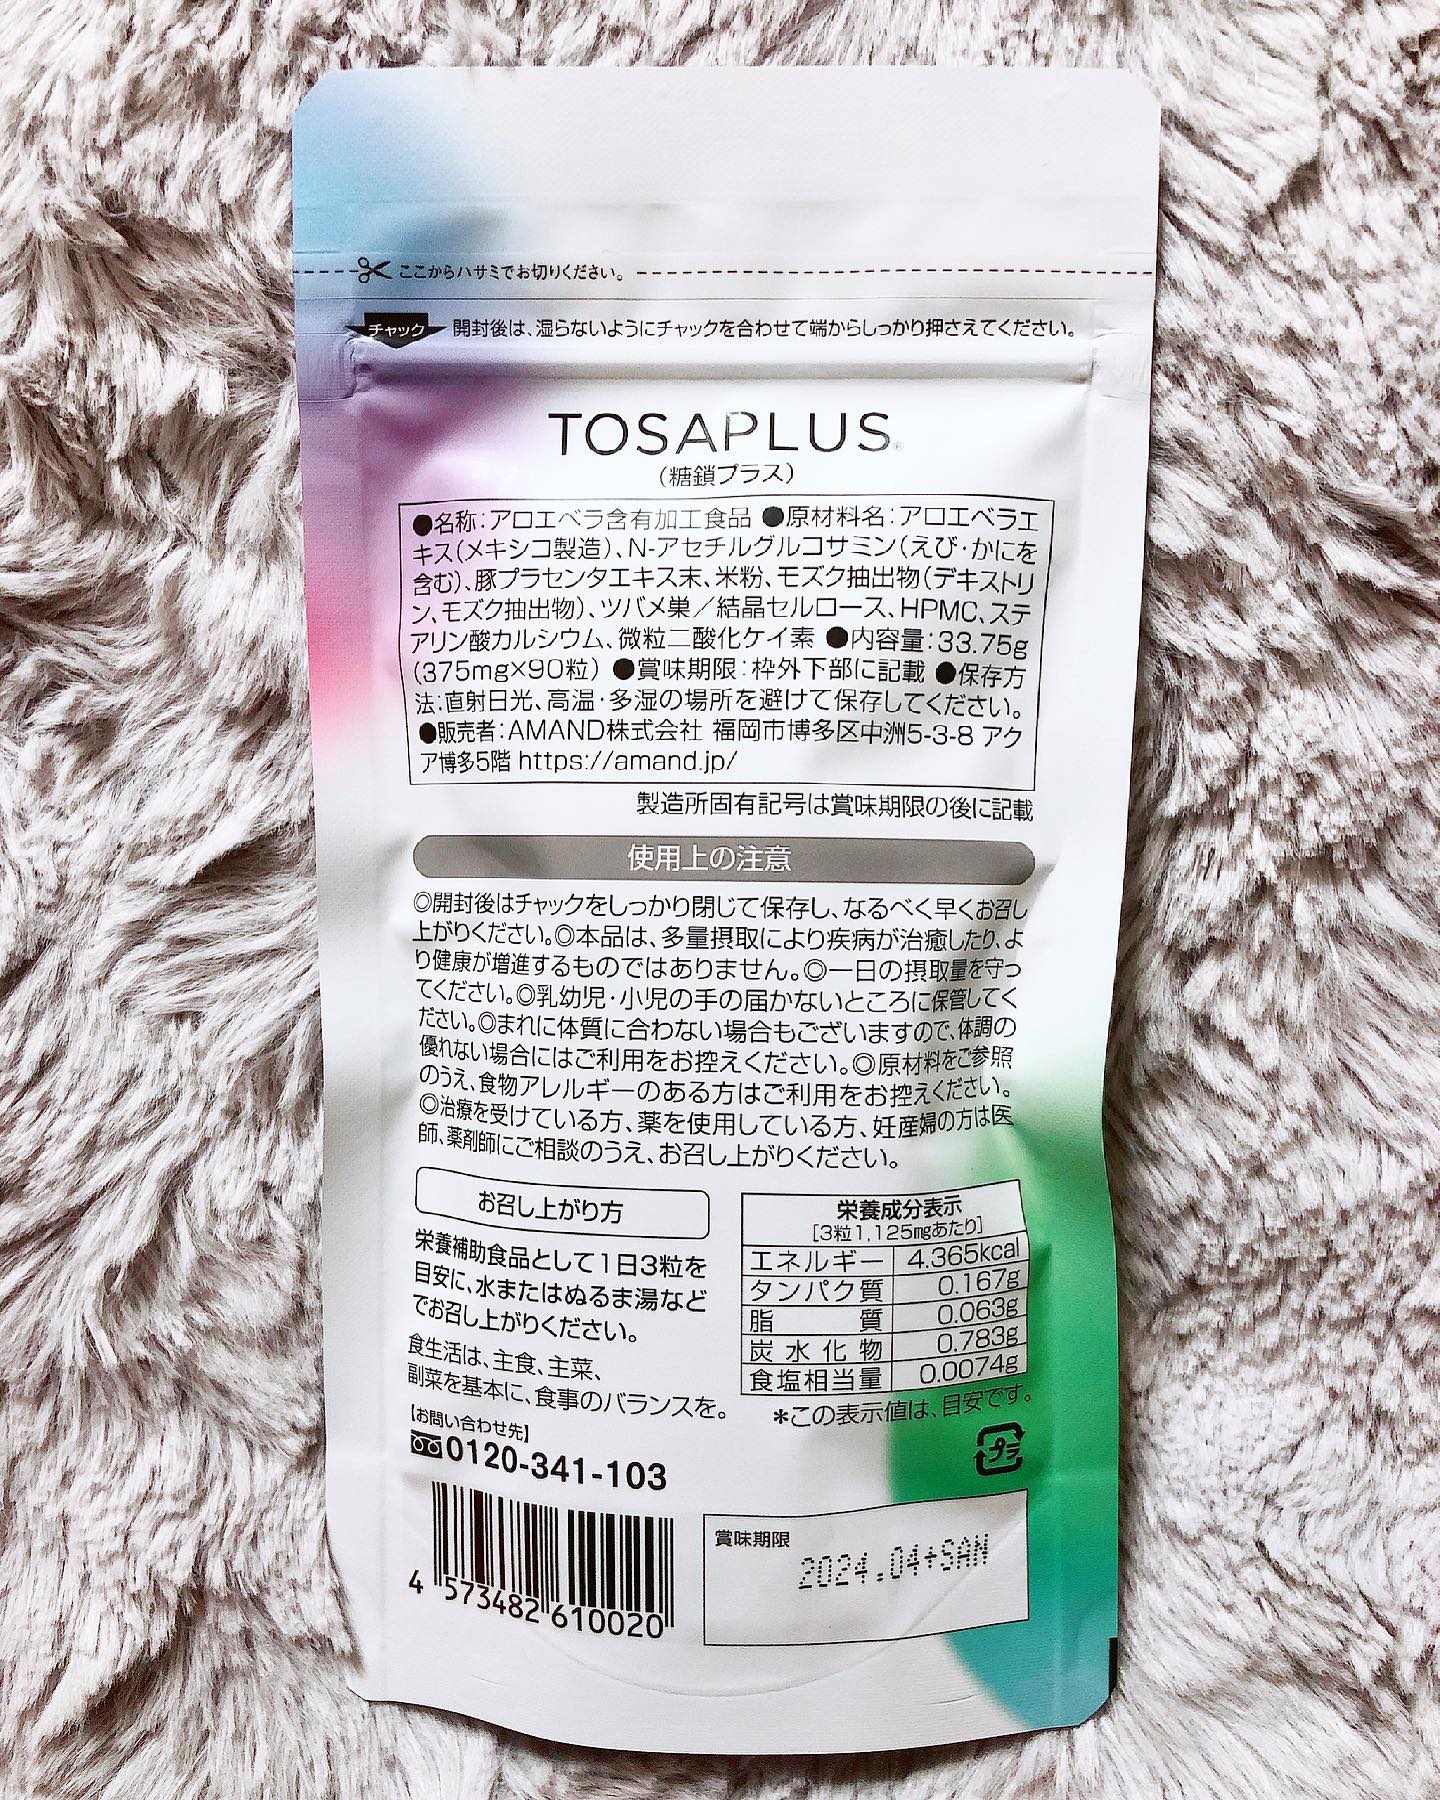 ここからハサミでお切りください。
チャック 開封後は、湿らないようにチャックを合わせて端からしっかり押さえてください。
TOSAPLUS®
（糖鎖プラス）
●名称：アロエベラ含有加工食品 ●原材料名：アロエベラエ
キス（メキシコ製造）、N-アセチルグルコサミン（えび・かにを
含む）、豚プラセンタエキス末、米粉、モズク抽出物（デキストリ
ン、モズク抽出物）、ツバメ巣／結晶セルロース、HPMC、ステ
アリン酸カルシウム、微粒二酸化ケイ素 ●内容量：33.75g
（375mg×90粒） ●賞味期限：枠外下部に記載 ●保存方
法：直射日光、高温・多湿の場所を避けて保存してください。
●販売者：AMAND株式会社 福岡市博多区中洲5-3-8 アク
ア博多5階 https://amand.jp/
製造所固有記号は賞味期限の後に記載
使用上の注意
◎開封後はチャックをしっかり閉じて保存し、なるべく早くお召し
上がりください。◎本品は、多量摂取により疾病が治癒したり、よ
り健康が増進するものではありません。◎一日の摂取量を守っ
てください。◎乳幼児・小児の手の届かないところに保管してく
ださい。◎まれに体質に合わない場合もございますので、体調の
優れない場合にはご利用をお控えください。◎原材料をご参照
のうえ、食物アレルギーのある方はご利用をお控えください。
◎治療を受けている方、薬を使用している方、妊産婦の方は医
師、薬剤師にご相談のうえ、お召し上がりください。
お召し上がり方
栄養補助食品として1日3粒を
目安に、水またはぬるま湯など
でお召し上がりください。
食生活は、主食、主菜、
副菜を基本に、食事のバランスを。
【お問い合わせ先】
0120-341-103
栄養成分表示
[3粒1,125mgあたり]
エネルギー 4.365kcal
タンパク質 0.167g
脂質 0.063g
炭水化物 0.783g
食塩相当量 0.0074g
＊この表示値は、目安です。
プラ
4 573482 610020
賞味期限
2024.04+SAN